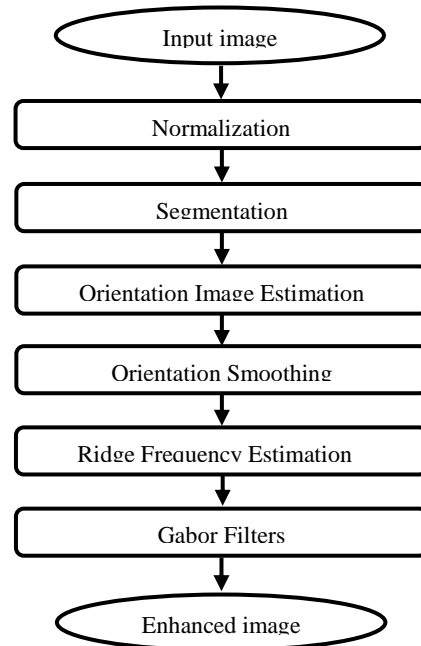 Input image
Normalization
Segmentation
Orientation Image Estimation
Orientation Smoothing
Ridge Frequency Estimation
Gabor Filters
Enhanced image